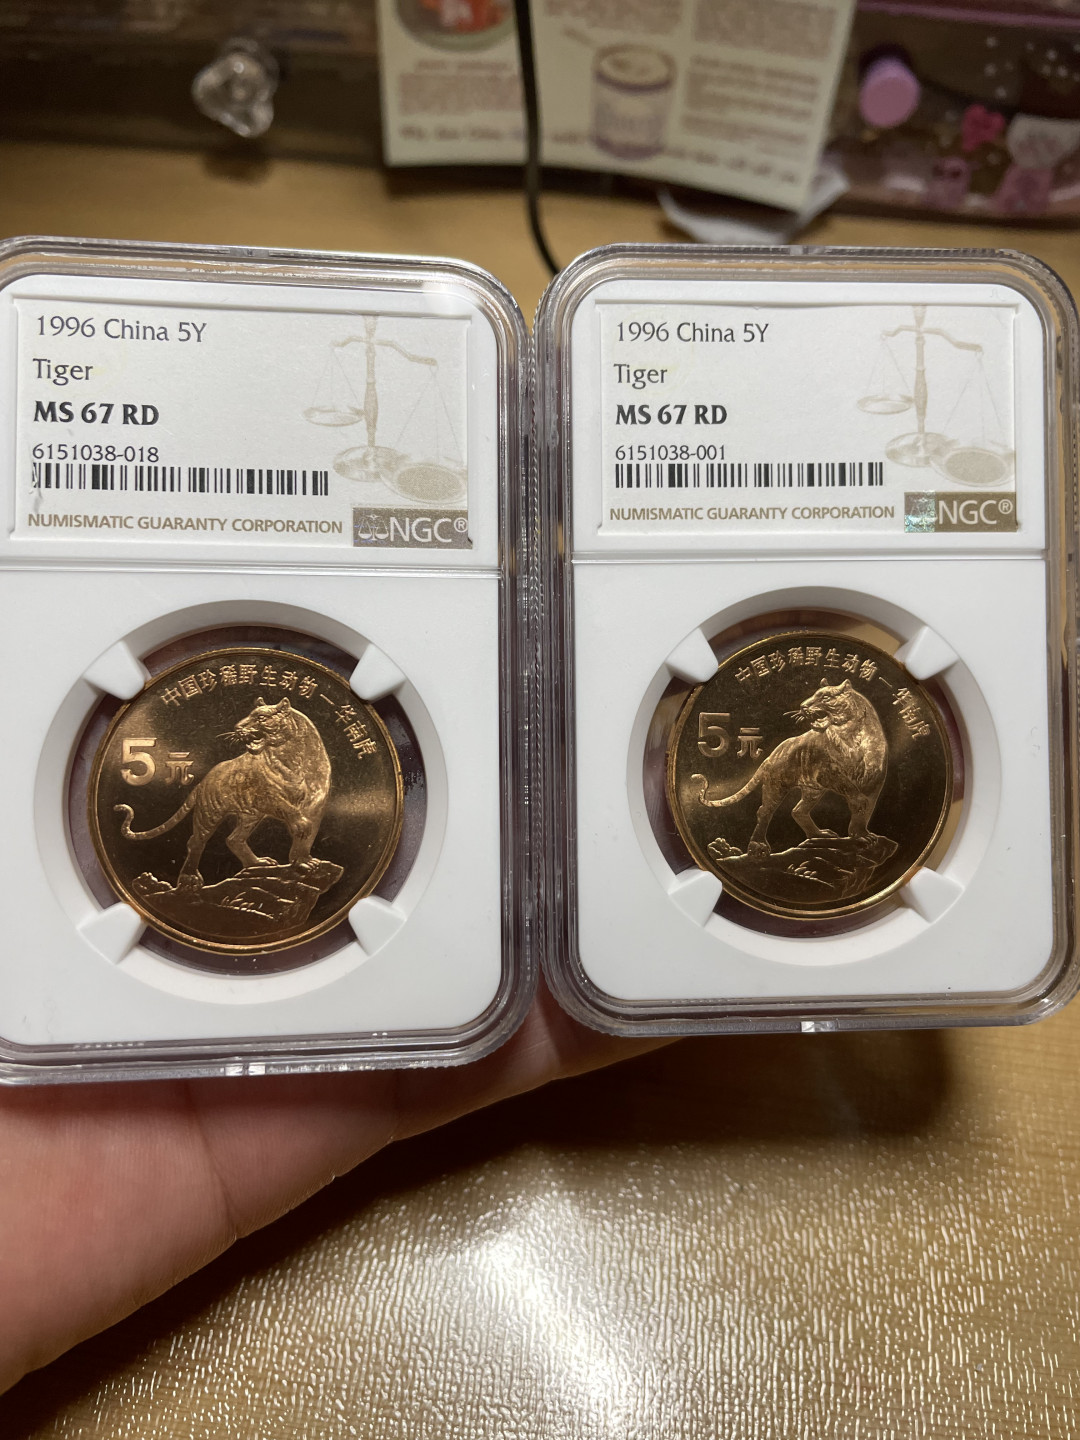 1996 China 5Y
Tiger
MS 67 RD
6151038-018
NUMISMATIC GUARANTY CORPORATION
NGC®
中国珍稀野生动物—华南虎
5元
1996 China 5Y
Tiger
MS 67 RD
6151038-001
NUMISMATIC GUARANTY CORPORATION
NGC®
中国珍稀野生动物—华南虎
5元